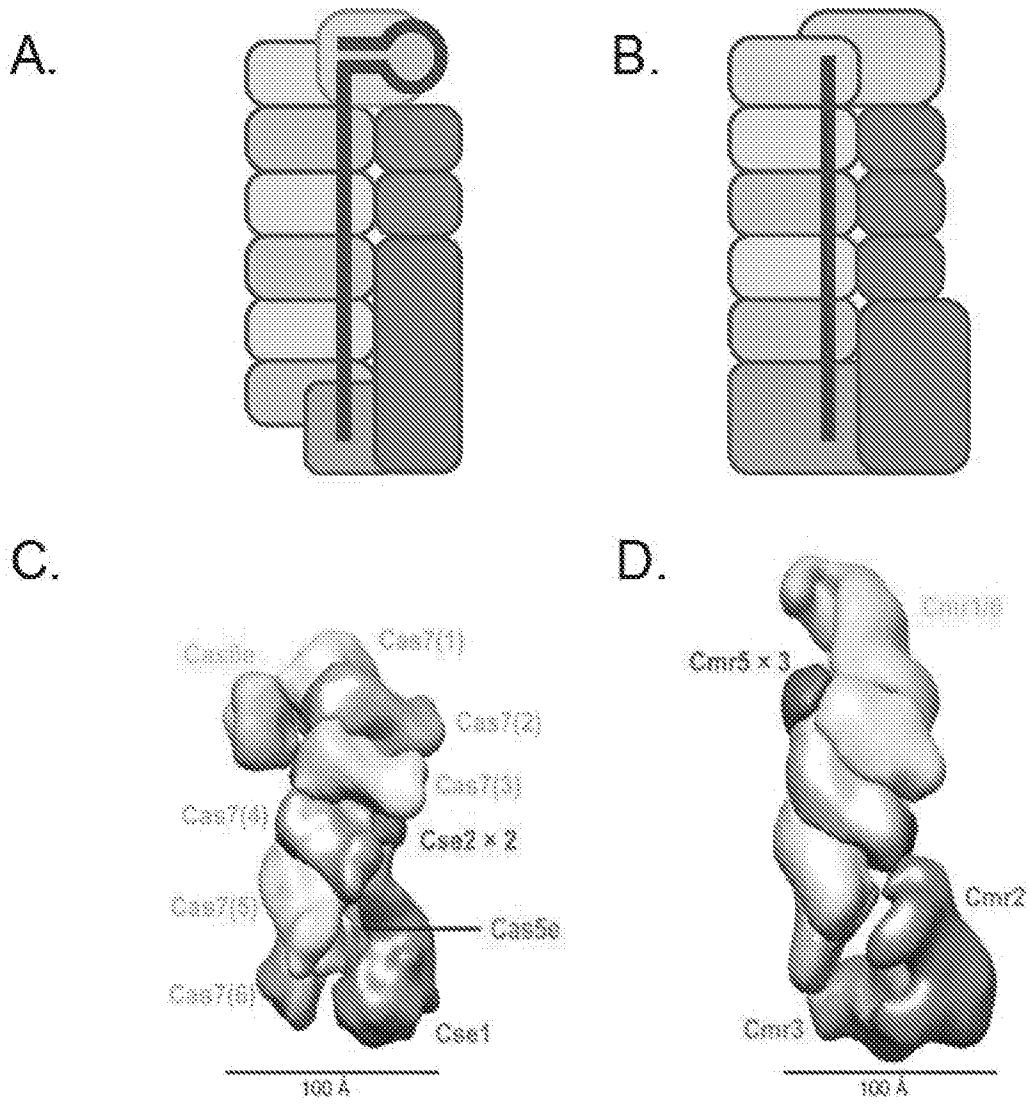 A.
B.
C.
D.
Cas7(1)
Cas7(2)
Cas7(3)
Cas7(4)
Cse2 × 2
Cas7(5)
Cas5e
Cas7(6)
Cse1
100 Å
Cmr5 × 3
Cmr2
Cmr3
100 Å